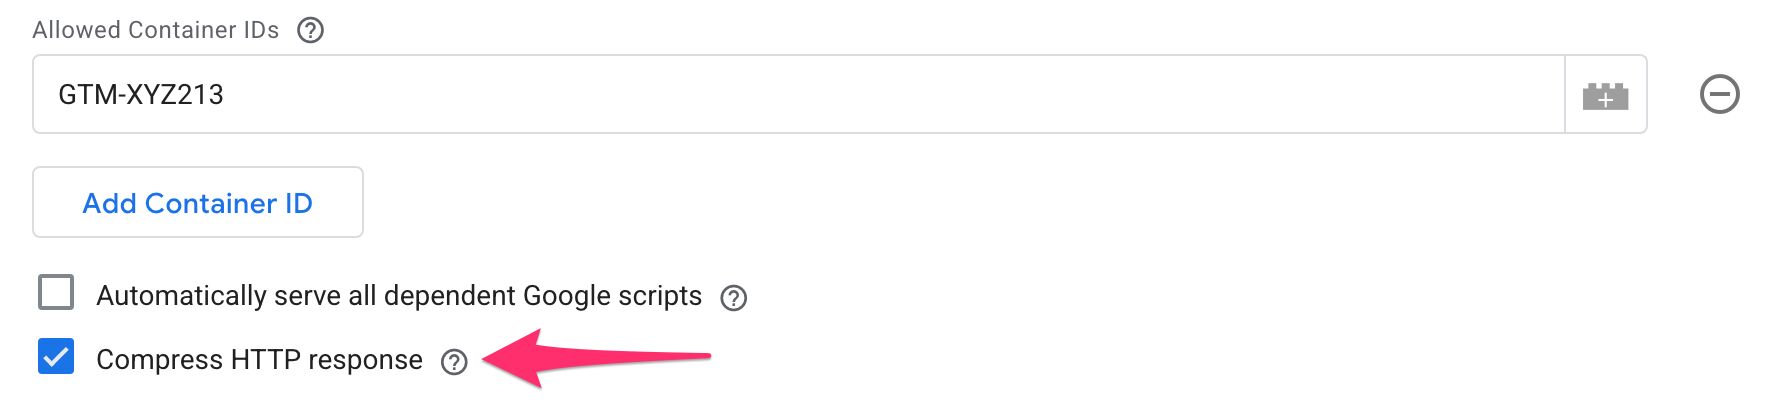 Allowed Container IDs
GTM-XYZ213
Add Container ID
Automatically serve all dependent Google scripts
Compress HTTP response